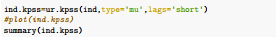 ind.kpss=ur.kpss(ind,type='mu',lags='short')
#plot(ind.kpss)
summary(ind.kpss)